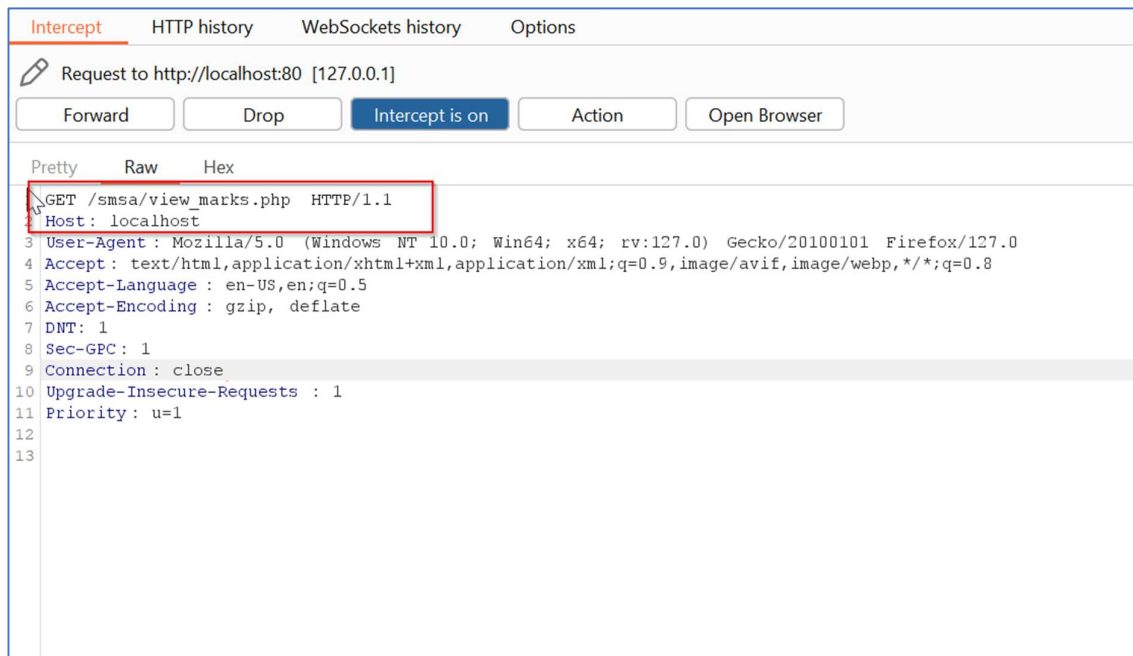 Intercept HTTP history WebSockets history Options
Request to http://localhost:80 [127.0.0.1]
Forward Drop Intercept is on Action Open Browser
Pretty Raw Hex
1 GET /smsa/view_marks.php HTTP/1.1
2 Host: localhost
3 User-Agent: Mozilla/5.0 (Windows NT 10.0; Win64; x64; rv:127.0) Gecko/20100101 Firefox/127.0
4 Accept: text/html,application/xhtml+xml,application/xml;q=0.9,image/avif,image/webp,*/*;q=0.8
5 Accept-Language: en-US,en;q=0.5
6 Accept-Encoding: gzip, deflate
7 DNT: 1
8 Sec-GPC: 1
9 Connection: close
10 Upgrade-Insecure-Requests: 1
11 Priority: u=1
12
13